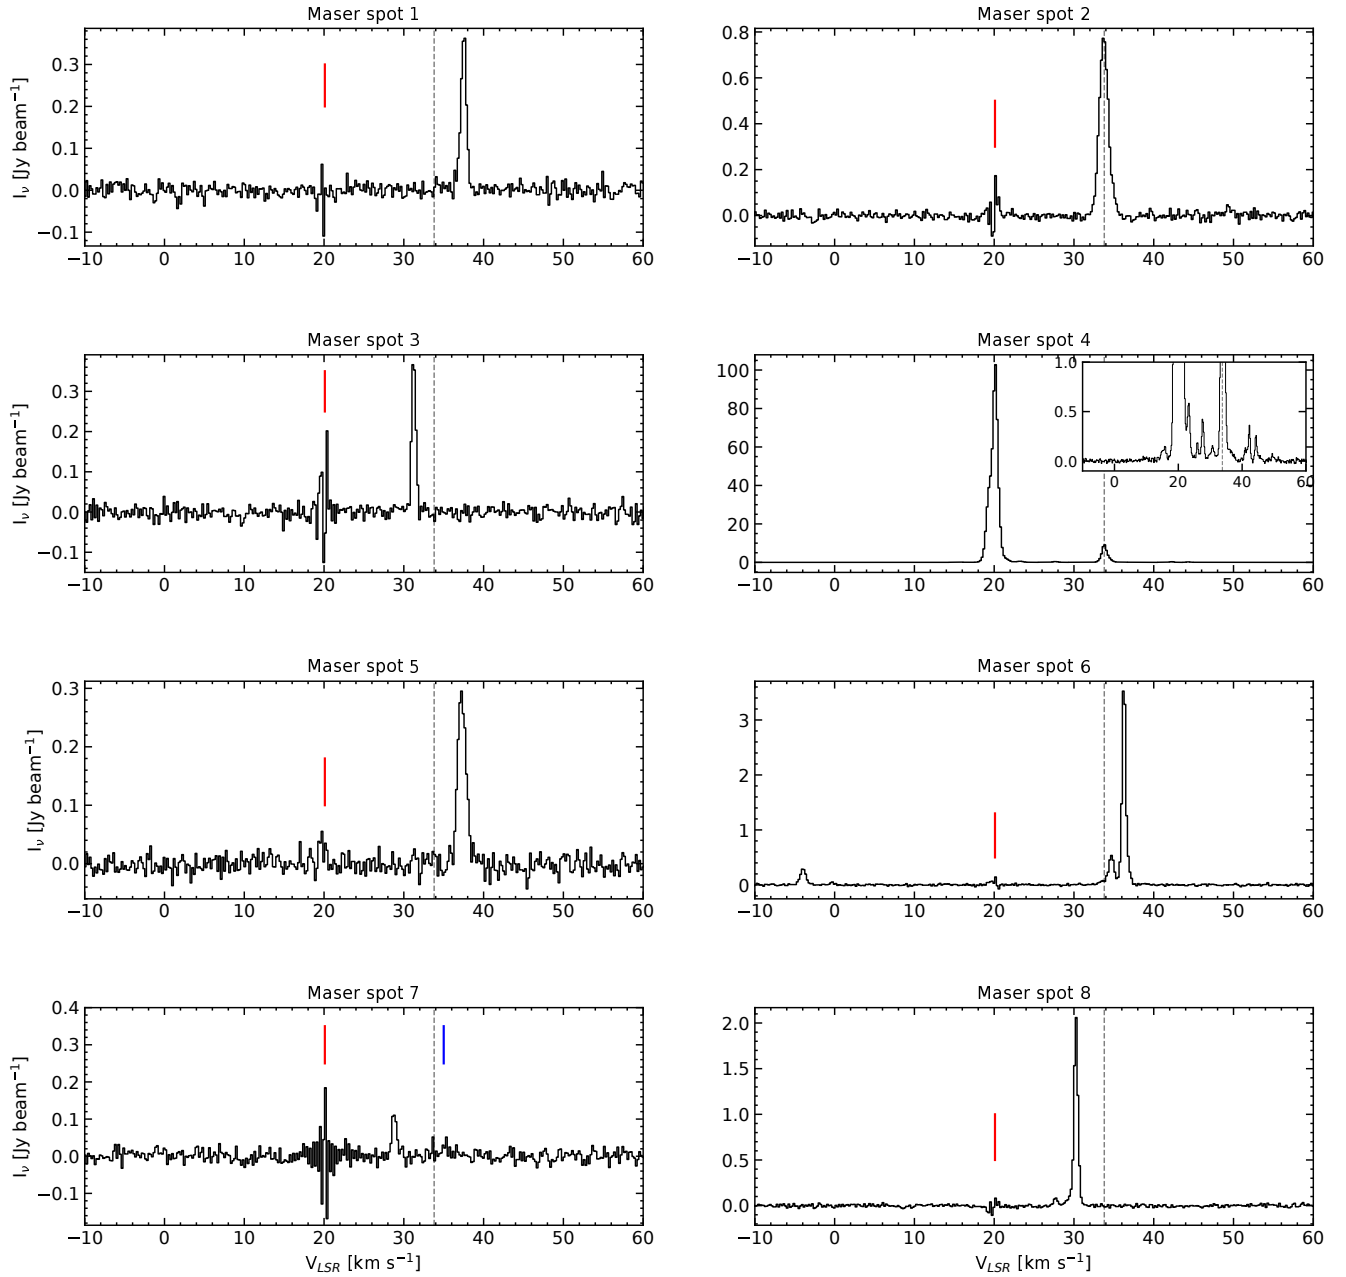 Maser spot 1
Maser spot 2
I_ν [Jy beam⁻¹]
0.3
0.2
0.1
0.0
−0.1
−10 0 10 20 30 40 50 60
0.8
0.6
0.4
0.2
0.0
−10 0 10 20 30 40 50 60
Maser spot 3
Maser spot 4
I_ν [Jy beam⁻¹]
0.3
0.2
0.1
0.0
−0.1
−10 0 10 20 30 40 50 60
100
80
60
40
20
0
−10 0 10 20 30 40 50 60
1.0
0.5
0.0
0 20 40 60
Maser spot 5
Maser spot 6
I_ν [Jy beam⁻¹]
0.3
0.2
0.1
0.0
−10 0 10 20 30 40 50 60
3
2
1
0
−10 0 10 20 30 40 50 60
Maser spot 7
Maser spot 8
I_ν [Jy beam⁻¹]
0.4
0.3
0.2
0.1
0.0
−0.1
−10 0 10 20 30 40 50 60
V_LSR [km s⁻¹]
2.0
1.5
1.0
0.5
0.0
−10 0 10 20 30 40 50 60
V_LSR [km s⁻¹]